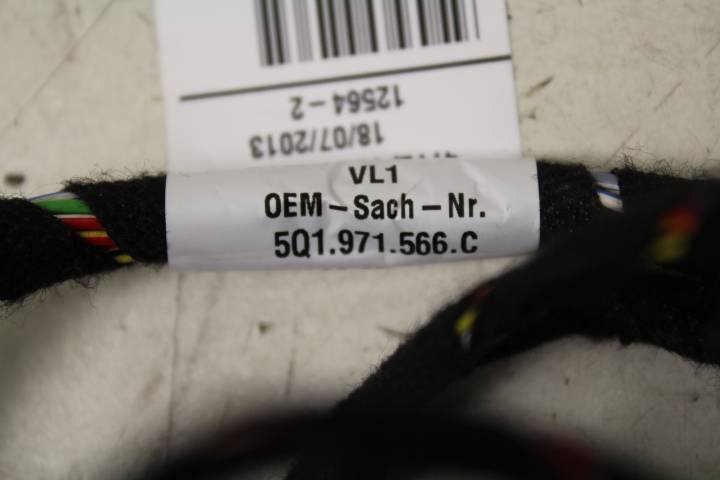 12564-2
18/07/2013
VL1
OEM-Sach-Nr.
5Q1.971.566.C